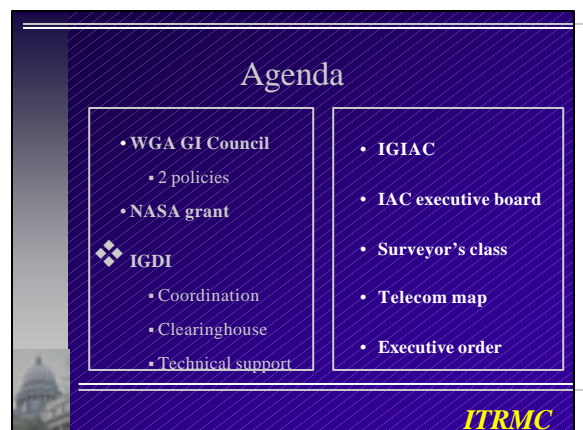 Agenda
• WGA GI Council
▪ 2 policies
• NASA grant
❖ IGDI
▪ Coordination
▪ Clearinghouse
▪ Technical support
• IGIAC
• IAC executive board
• Surveyor's class
• Telecom map
• Executive order
ITRMC